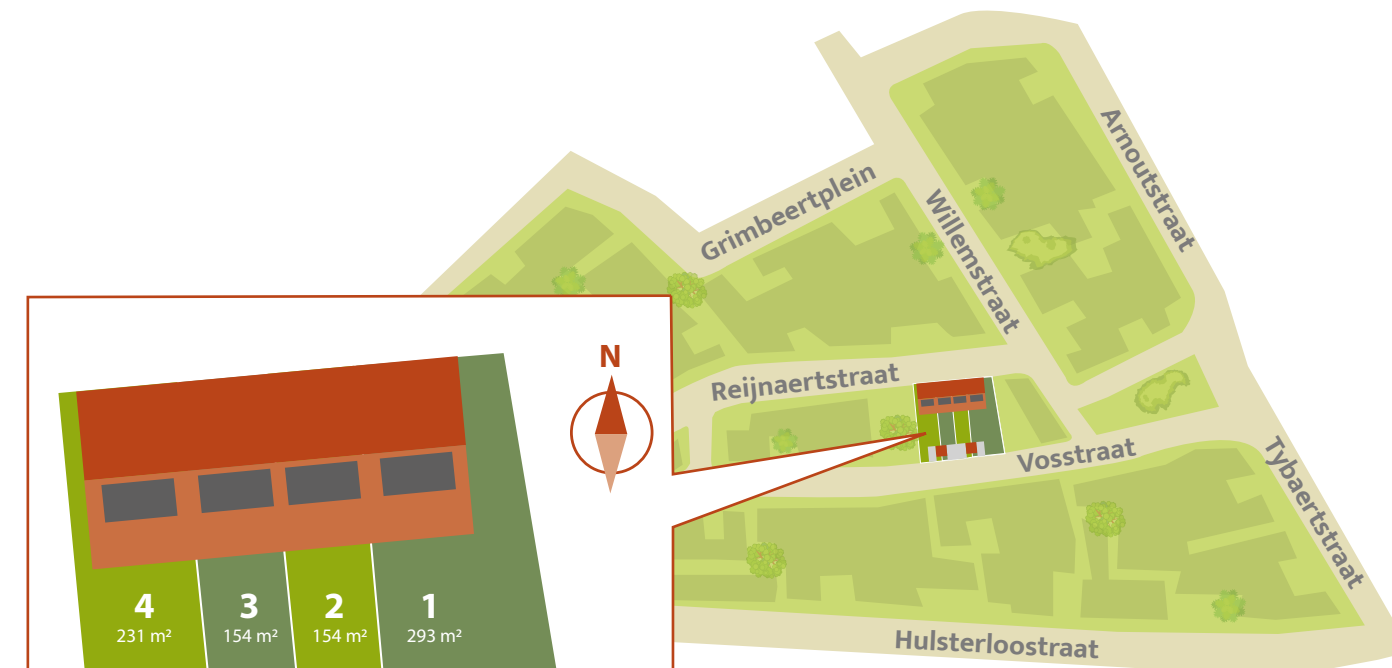 Arnoutstraat
Grimbeertplein
Willemstraat
Reijnaertstraat
Vosstraat
Tybaertstraat
Hulsterloostraat
N
4
231 m²
3
154 m²
2
154 m²
1
293 m²